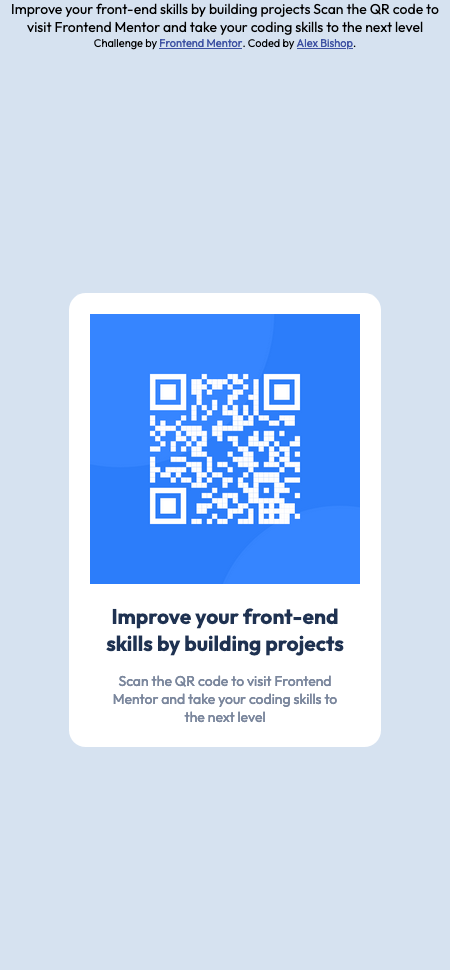 Improve your front-end skills by building projects Scan the QR code to
visit Frontend Mentor and take your coding skills to the next level
Challenge by Frontend Mentor. Coded by Alex Bishop.
Improve your front-end
skills by building projects
Scan the QR code to visit Frontend
Mentor and take your coding skills to
the next level